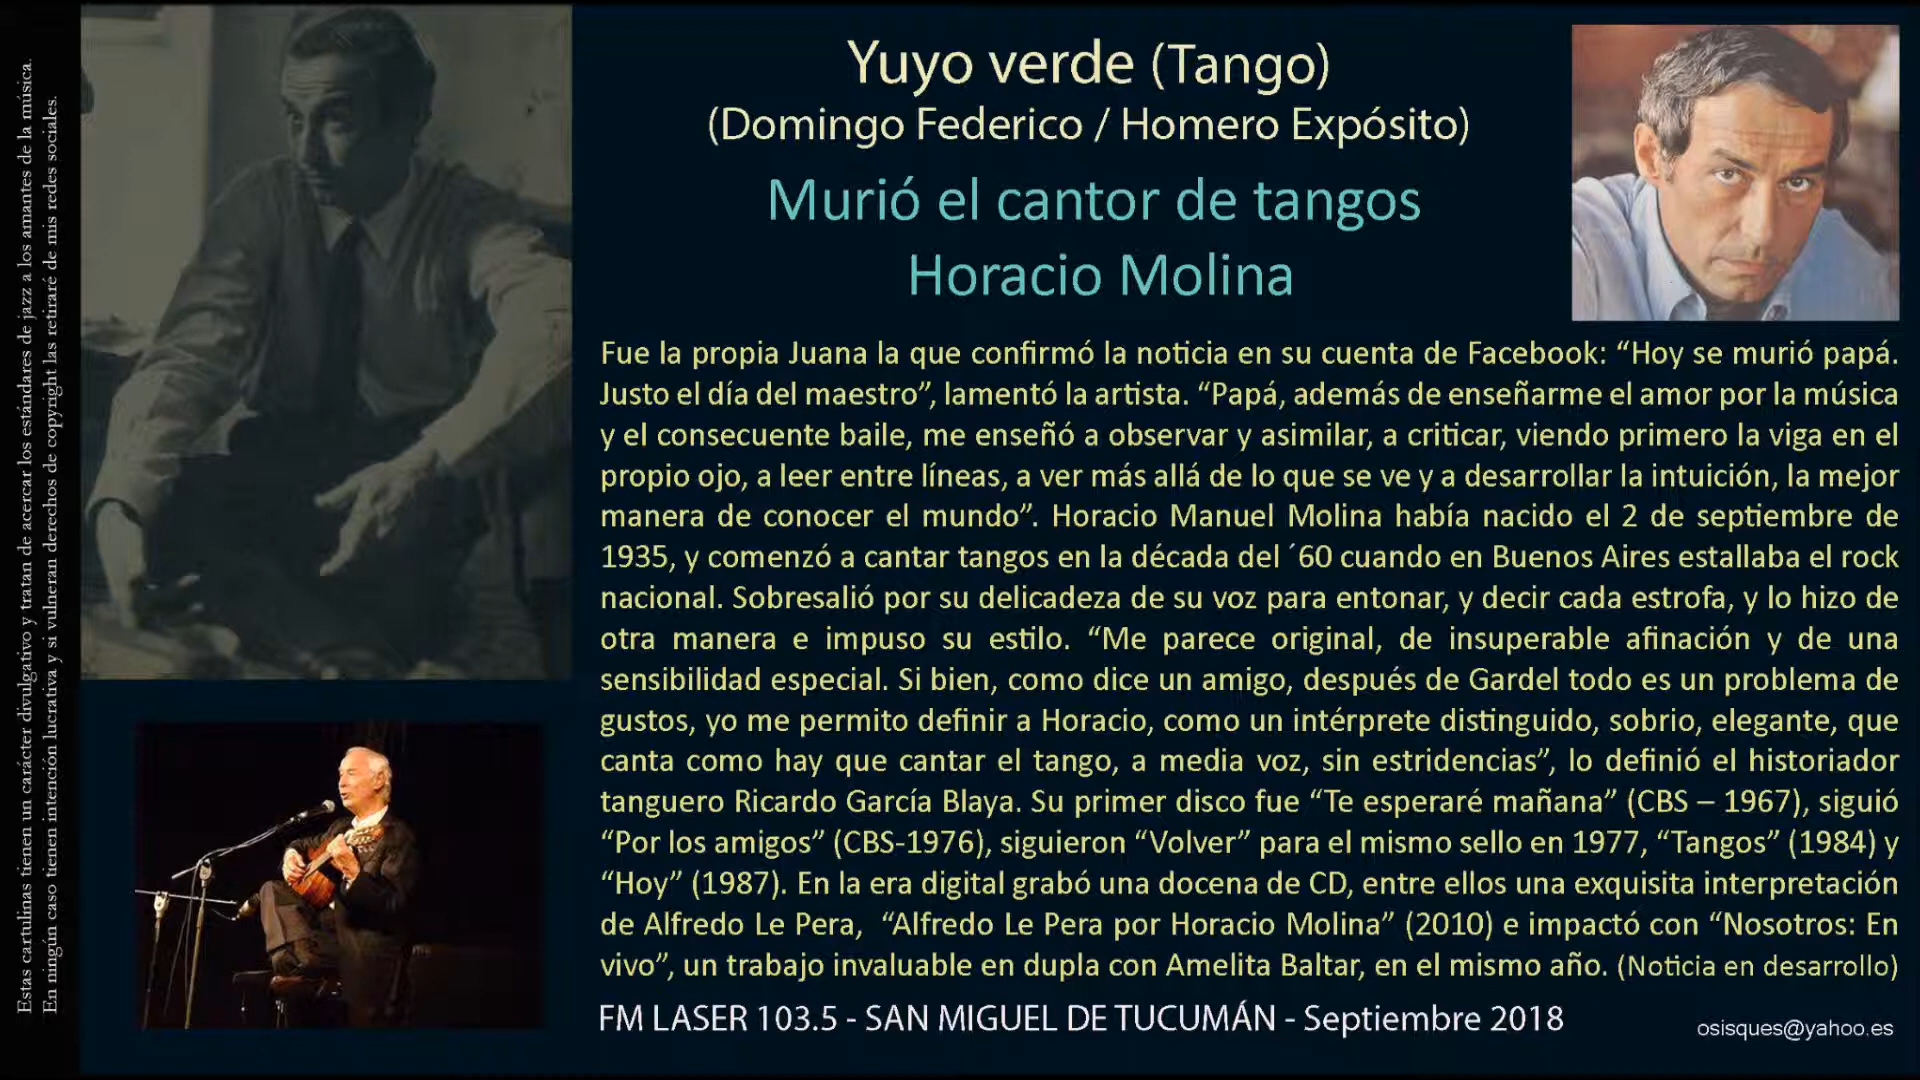 Estas cartulinas tienen un carácter divulgativo y tratan de acercar los estándares de jazz a los amantes de la música.
En ningún caso tienen intención lucrativa y si vulneran derechos de copyright las retiraré de mis redes sociales.
Yuyo verde (Tango)
(Domingo Federico / Homero Expósito)
Murió el cantor de tangos
Horacio Molina
Fue la propia Juana la que confirmó la noticia en su cuenta de Facebook: “Hoy se murió papá.
Justo el día del maestro”, lamentó la artista. “Papá, además de enseñarme el amor por la música
y el consecuente baile, me enseñó a observar y asimilar, a criticar, viendo primero la viga en el
propio ojo, a leer entre líneas, a ver más allá de lo que se ve y a desarrollar la intuición, la mejor
manera de conocer el mundo”. Horacio Manuel Molina había nacido el 2 de septiembre de
1935, y comenzó a cantar tangos en la década del ´60 cuando en Buenos Aires estallaba el rock
nacional. Sobresalió por su delicadeza de su voz para entonar, y decir cada estrofa, y lo hizo de
otra manera e impuso su estilo. “Me parece original, de insuperable afinación y de una
sensibilidad especial. Si bien, como dice un amigo, después de Gardel todo es un problema de
gustos, yo me permito definir a Horacio, como un intérprete distinguido, sobrio, elegante, que
canta como hay que cantar el tango, a media voz, sin estridencias”, lo definió el historiador
tanguero Ricardo García Blaya. Su primer disco fue “Te esperaré mañana” (CBS – 1967), siguió
“Por los amigos” (CBS-1976), siguieron “Volver” para el mismo sello en 1977, “Tangos” (1984) y
“Hoy” (1987). En la era digital grabó una docena de CD, entre ellos una exquisita interpretación
de Alfredo Le Pera, “Alfredo Le Pera por Horacio Molina” (2010) e impactó con “Nosotros: En
vivo”, un trabajo invaluable en dupla con Amelita Baltar, en el mismo año. (Noticia en desarrollo)
FM LASER 103.5 - SAN MIGUEL DE TUCUMÁN - Septiembre 2018
osisques@yahoo.es